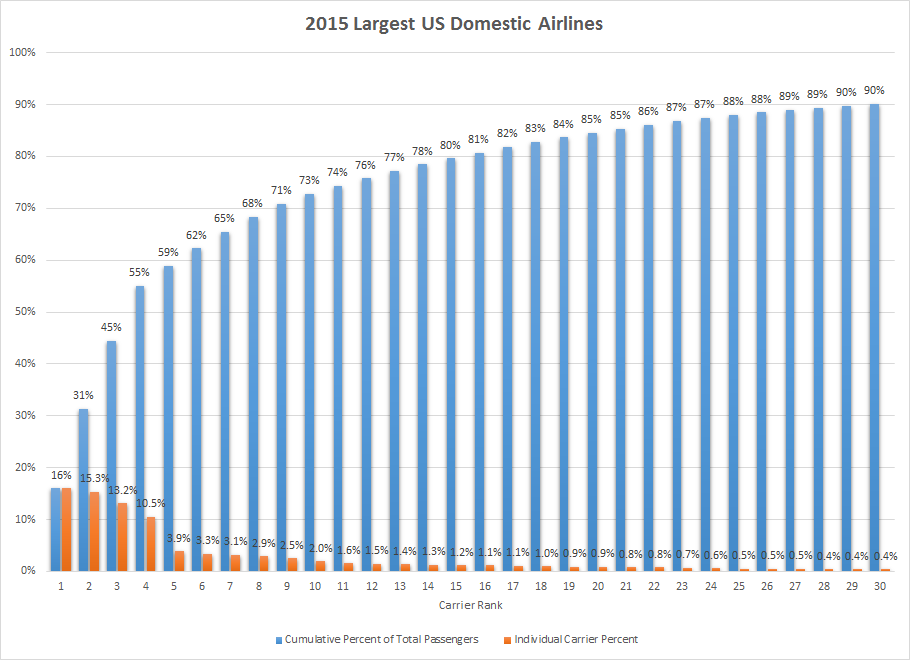 2015 Largest US Domestic Airlines
100%
90%
80%
70%
60%
50%
40%
30%
20%
10%
0%
16% 31% 45% 55% 59% 62% 65% 68% 71% 73% 74% 76% 77% 78% 80% 81% 82% 83% 84% 85% 85% 86% 87% 87% 88% 88% 89% 89% 90% 90%
15.3% 13.2% 10.5% 3.9% 3.3% 3.1% 2.9% 2.5% 2.0% 1.6% 1.5% 1.4% 1.3% 1.2% 1.1% 1.1% 1.0% 0.9% 0.9% 0.8% 0.8% 0.7% 0.6% 0.5% 0.5% 0.5% 0.4% 0.4% 0.4%
1 2 3 4 5 6 7 8 9 10 11 12 13 14 15 16 17 18 19 20 21 22 23 24 25 26 27 28 29 30
Carrier Rank
Cumulative Percent of Total Passengers Individual Carrier Percent